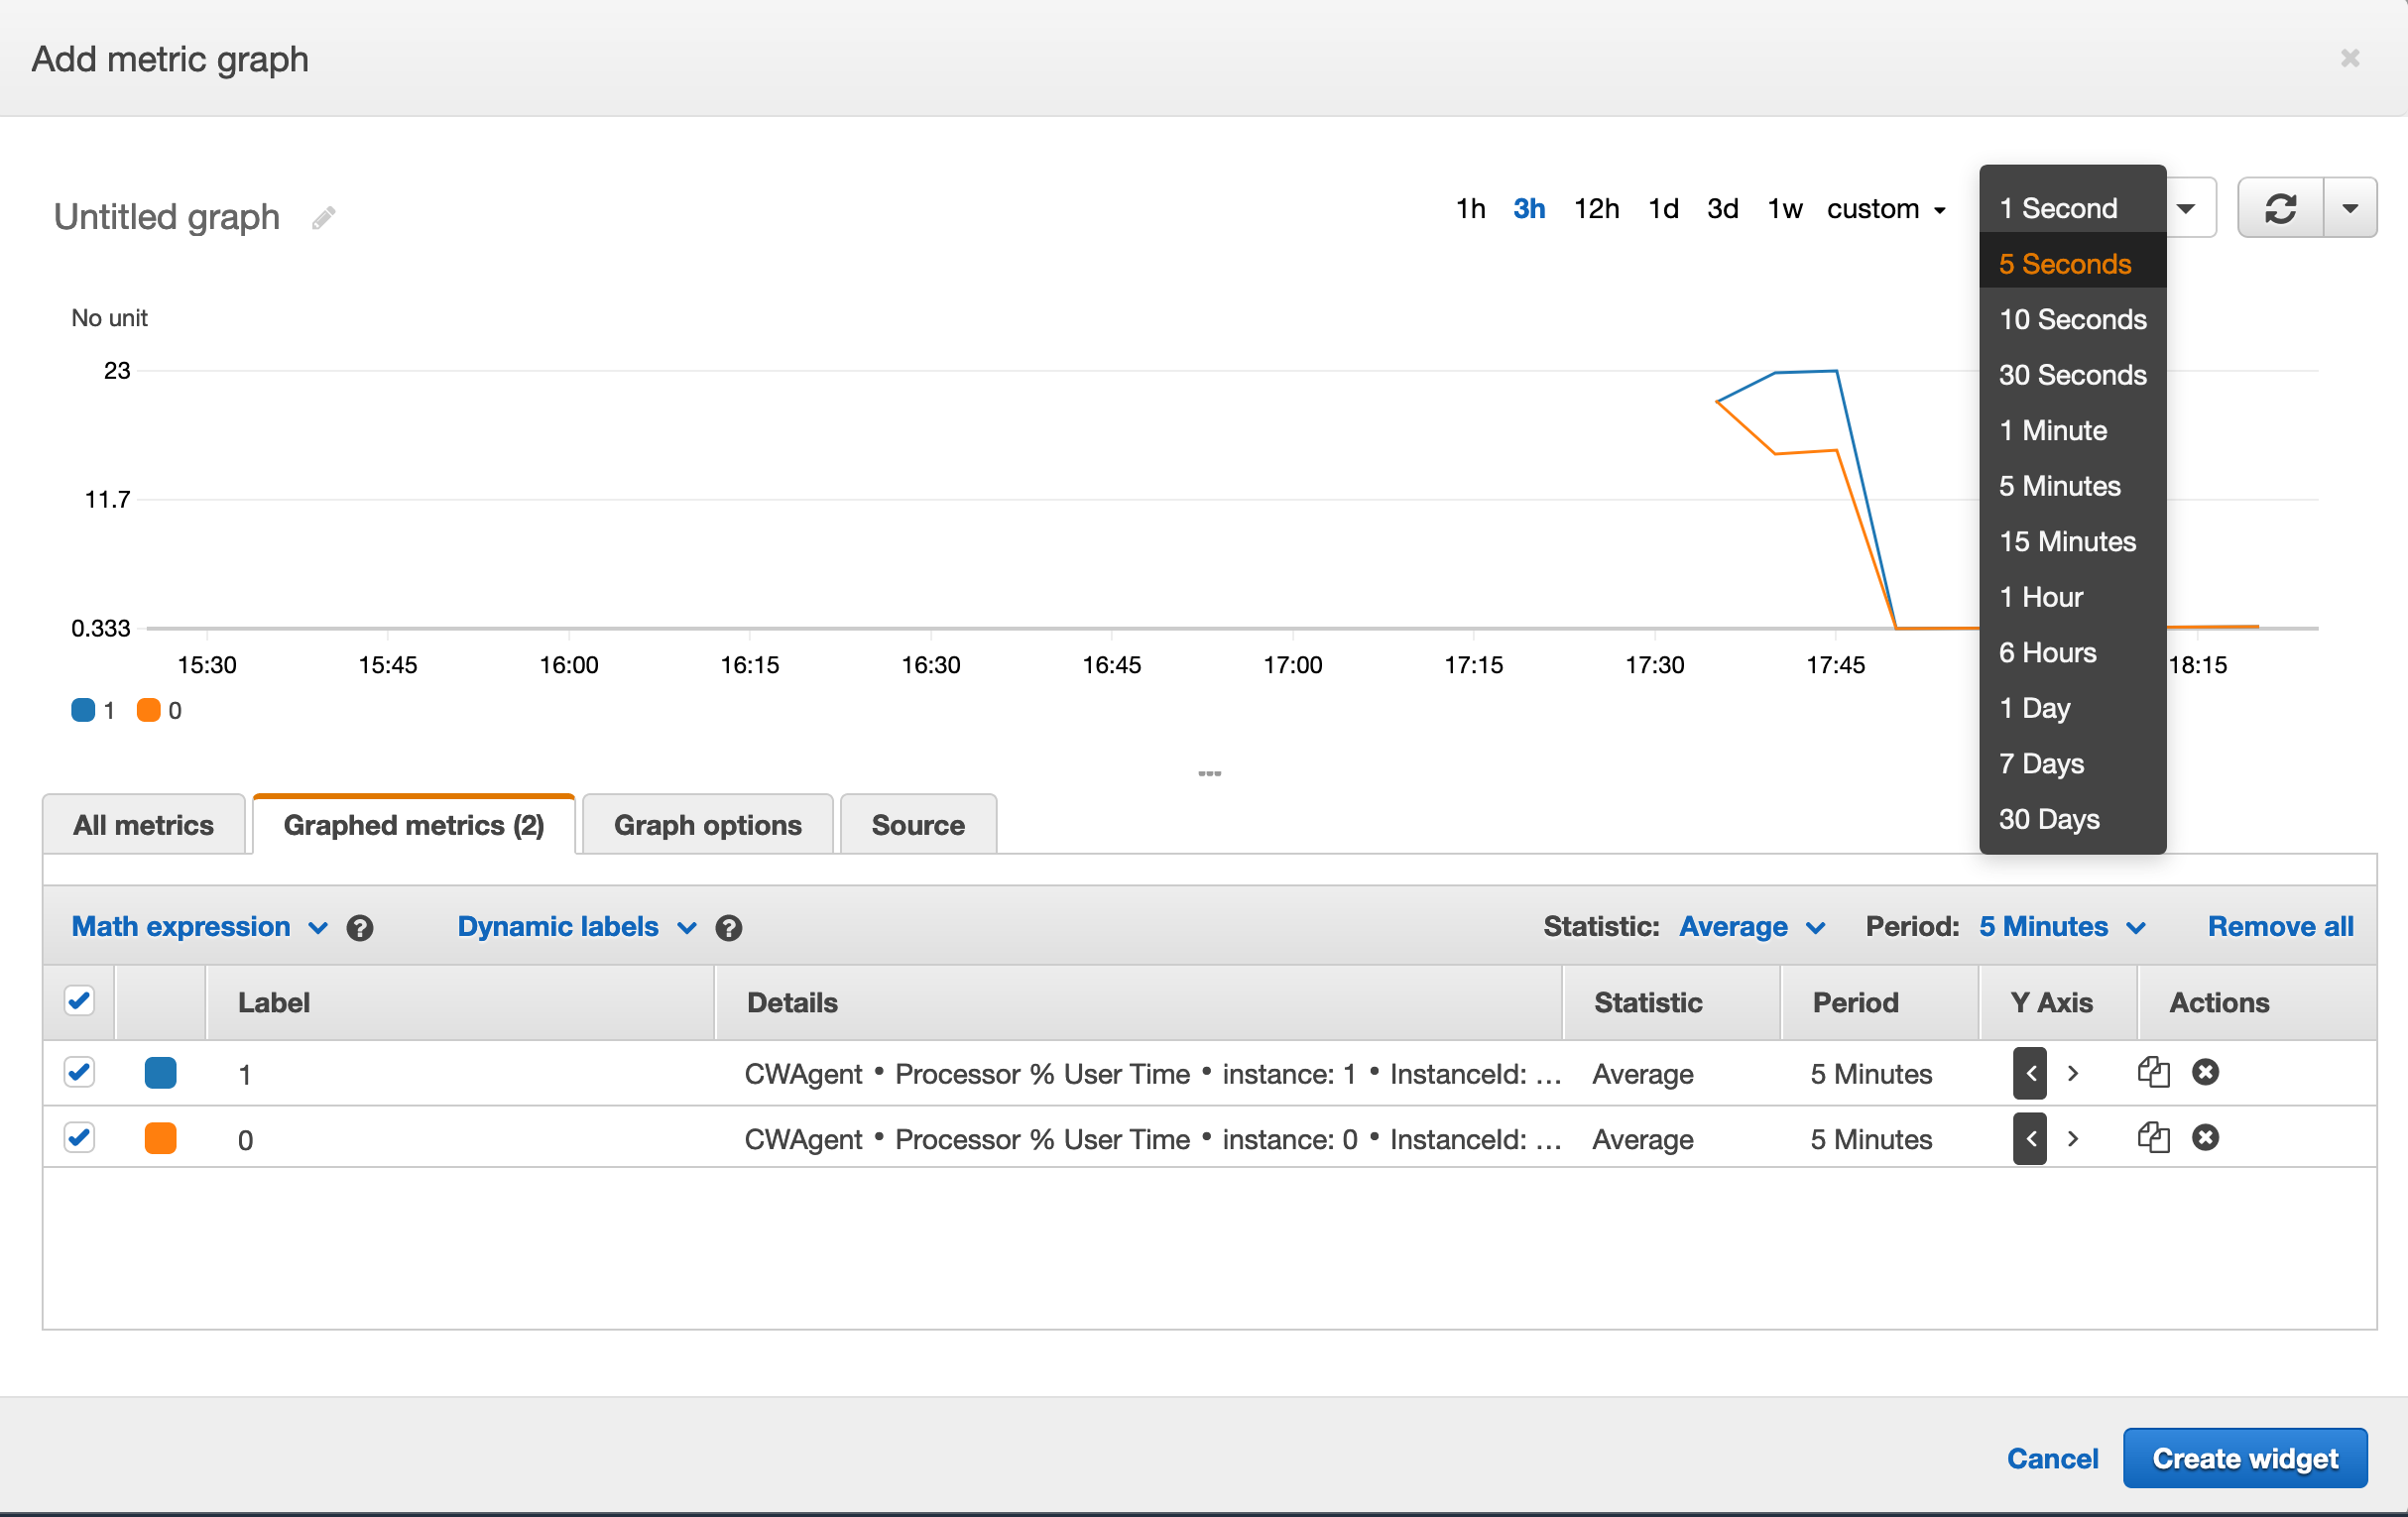 Add metric graph
Untitled graph
1h 3h 12h 1d 3d 1w custom
1 Second
5 Seconds
10 Seconds
30 Seconds
1 Minute
5 Minutes
15 Minutes
1 Hour
6 Hours
1 Day
7 Days
30 Days
No unit
23
11.7
0.333
15:30 15:45 16:00 16:15 16:30 16:45 17:00 17:15 17:30 17:45 18:15
1 0
All metrics Graphed metrics (2) Graph options Source
Math expression ? Dynamic labels ? Statistic: Average Period: 5 Minutes Remove all
Label Details Statistic Period Y Axis Actions
1 CWAgent • Processor % User Time • instance: 1 • InstanceId: ... Average 5 Minutes < >
0 CWAgent • Processor % User Time • instance: 0 • InstanceId: ... Average 5 Minutes < >
Cancel Create widget